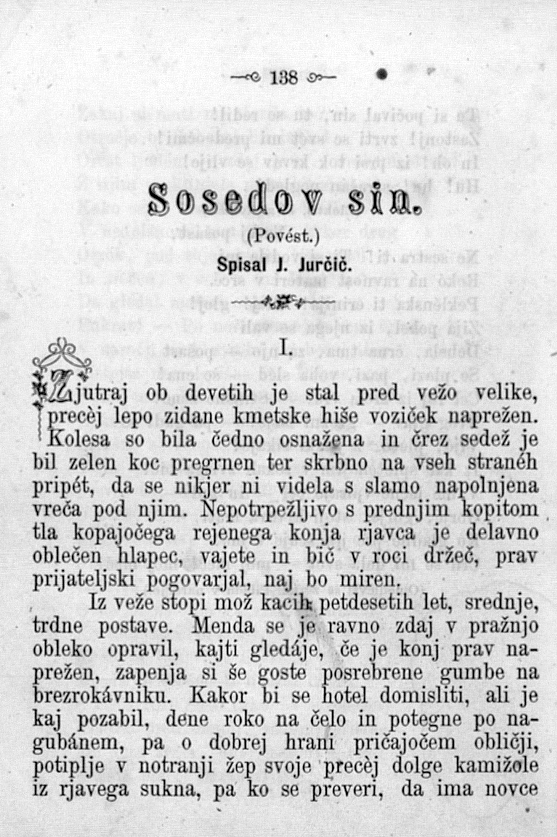 138
Sosedov sin.
(Povést.)
Spisal J. Jurčič.
I.
Zjutraj ob devetih je stal pred vežo velike,
precèj lepo zidane kmetske hiše voziček naprežen.
Kolesa so bila čedno osnažena in črez sedež je
bil zelen koc pregrnen ter skrbno na vseh stranéh
pripét, da se nikjer ni videla s slamo napolnjena
vreča pod njim. Nepotrpežljivo s prednjim kopitom
tla kopajočega rejenega konja rjavca je delavno
oblečen hlapec, vajete in bič v roci držeč, prav
prijateljski pogovarjal, naj bo miren.
Iz veže stopi mož kacih petdesetih let, srednje,
trdne postave. Menda se je ravno zdaj v pražnjo
obleko opravil, kajti gledáje, če je konj prav na-
prežen, zapenja si še goste posrebrene gumbe na
brezrokávniku. Kakor bi se hotel domisliti, ali je
kaj pozabil, dene roko na čelo in potegne po na-
gubánem, pa o dobrej hrani pričajočem obličji,
potiplje v notranji žep svoje precèj dolge kamižole
iz rjavega sukna, pa ko se preveri, da ima novce